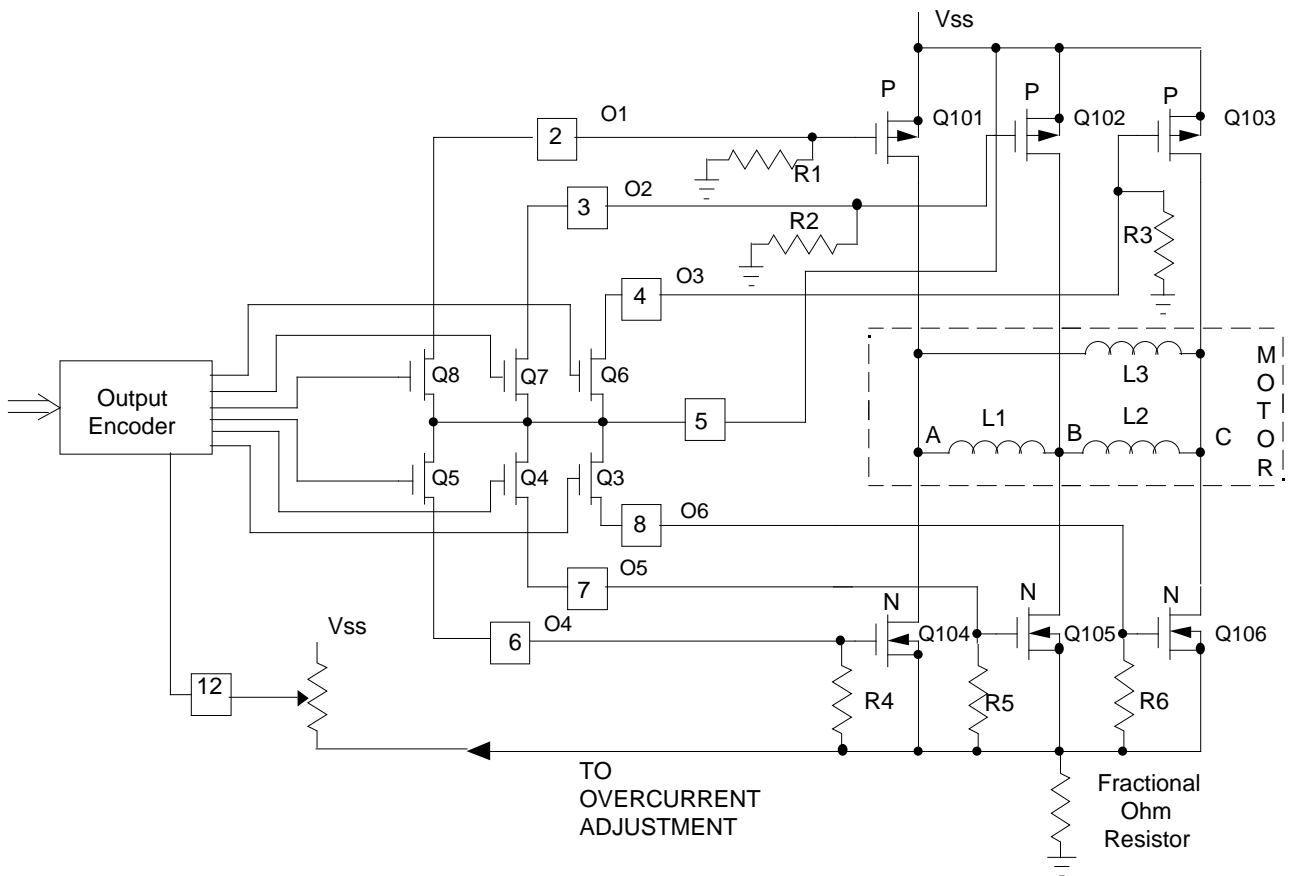 Vss
P
Q101
P
Q102
P
Q103
2
O1
R1
3
O2
R2
R3
4
O3
Output
Encoder
Q8
Q7
Q6
5
L3
M
O
T
O
R
A
L1
B
L2
C
Q5
Q4
Q3
8
O6
7
O5
6
O4
N
Q104
N
Q105
N
Q106
Vss
12
R4
R5
R6
TO
OVERCURRENT
ADJUSTMENT
Fractional
Ohm
Resistor